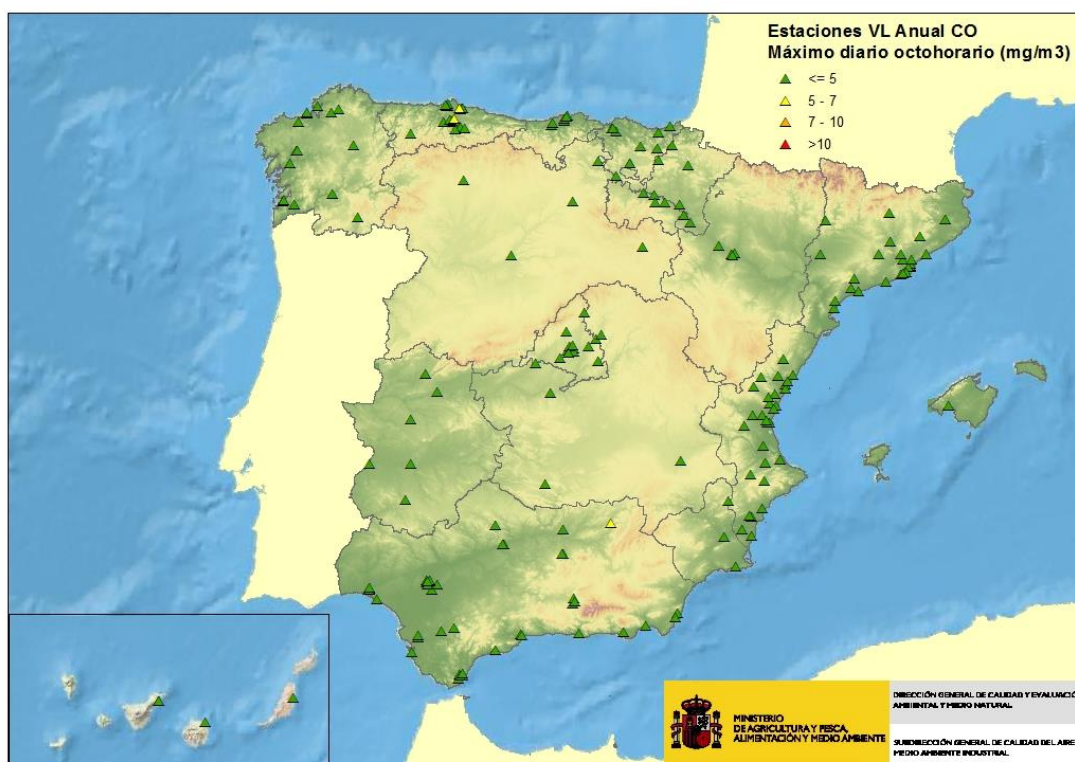 Estaciones VL Anual CO
Máximo diario octohorario (mg/m3)
<= 5
5 - 7
7 - 10
>10
MINISTERIO
DE AGRICULTURA Y PESCA,
ALIMENTACIÓN Y MEDIO AMBIENTE
DIRECCIÓN GENERAL DE CALIDAD Y EVALUACIÓ
AMBIENTAL Y MEDIO NATURAL
SUBDIRECCIÓN GENERAL DE CALIDAD DEL AIRE
MEDIO AMBIENTE INDUSTRIAL